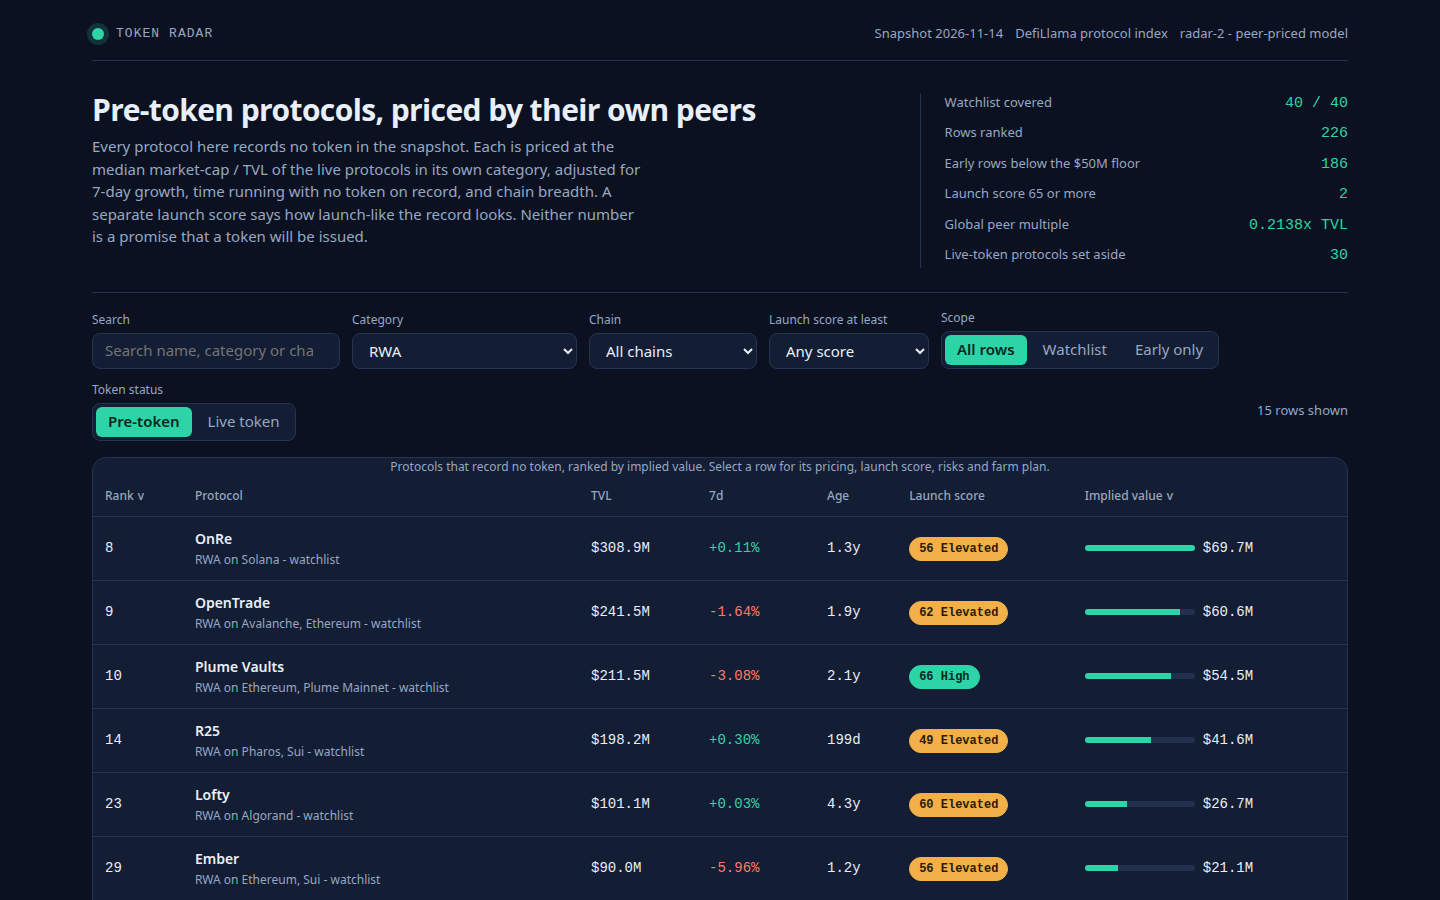 TOKEN RADAR
Snapshot 2026-11-14 DefiLlama protocol index radar-2 - peer-priced model
Pre-token protocols, priced by their own peers
Every protocol here records no token in the snapshot. Each is priced at the
median market-cap / TVL of the live protocols in its own category, adjusted for
7-day growth, time running with no token on record, and chain breadth. A
separate launch score says how launch-like the record looks. Neither number
is a promise that a token will be issued.
Watchlist covered 40 / 40
Rows ranked 226
Early rows below the $50M floor 186
Launch score 65 or more 2
Global peer multiple 0.2138x TVL
Live-token protocols set aside 30
Search Category Chain Launch score at least Scope
Search name, category or cha RWA All chains Any score All rows Watchlist Early only
Token status
Pre-token Live token
15 rows shown
Protocols that record no token, ranked by implied value. Select a row for its pricing, launch score, risks and farm plan.
Rank v Protocol TVL 7d Age Launch score Implied value v
8 OnRe $308.9M +0.11% 1.3y 56 Elevated $69.7M
RWA on Solana - watchlist
9 OpenTrade $241.5M -1.64% 1.9y 62 Elevated $60.6M
RWA on Avalanche, Ethereum - watchlist
10 Plume Vaults $211.5M -3.08% 2.1y 66 High $54.5M
RWA on Ethereum, Plume Mainnet - watchlist
14 R25 $198.2M +0.30% 199d 49 Elevated $41.6M
RWA on Pharos, Sui - watchlist
23 Lofty $101.1M +0.03% 4.3y 60 Elevated $26.7M
RWA on Algorand - watchlist
29 Ember $90.0M -5.96% 1.2y 56 Elevated $21.1M
RWA on Ethereum, Sui - watchlist